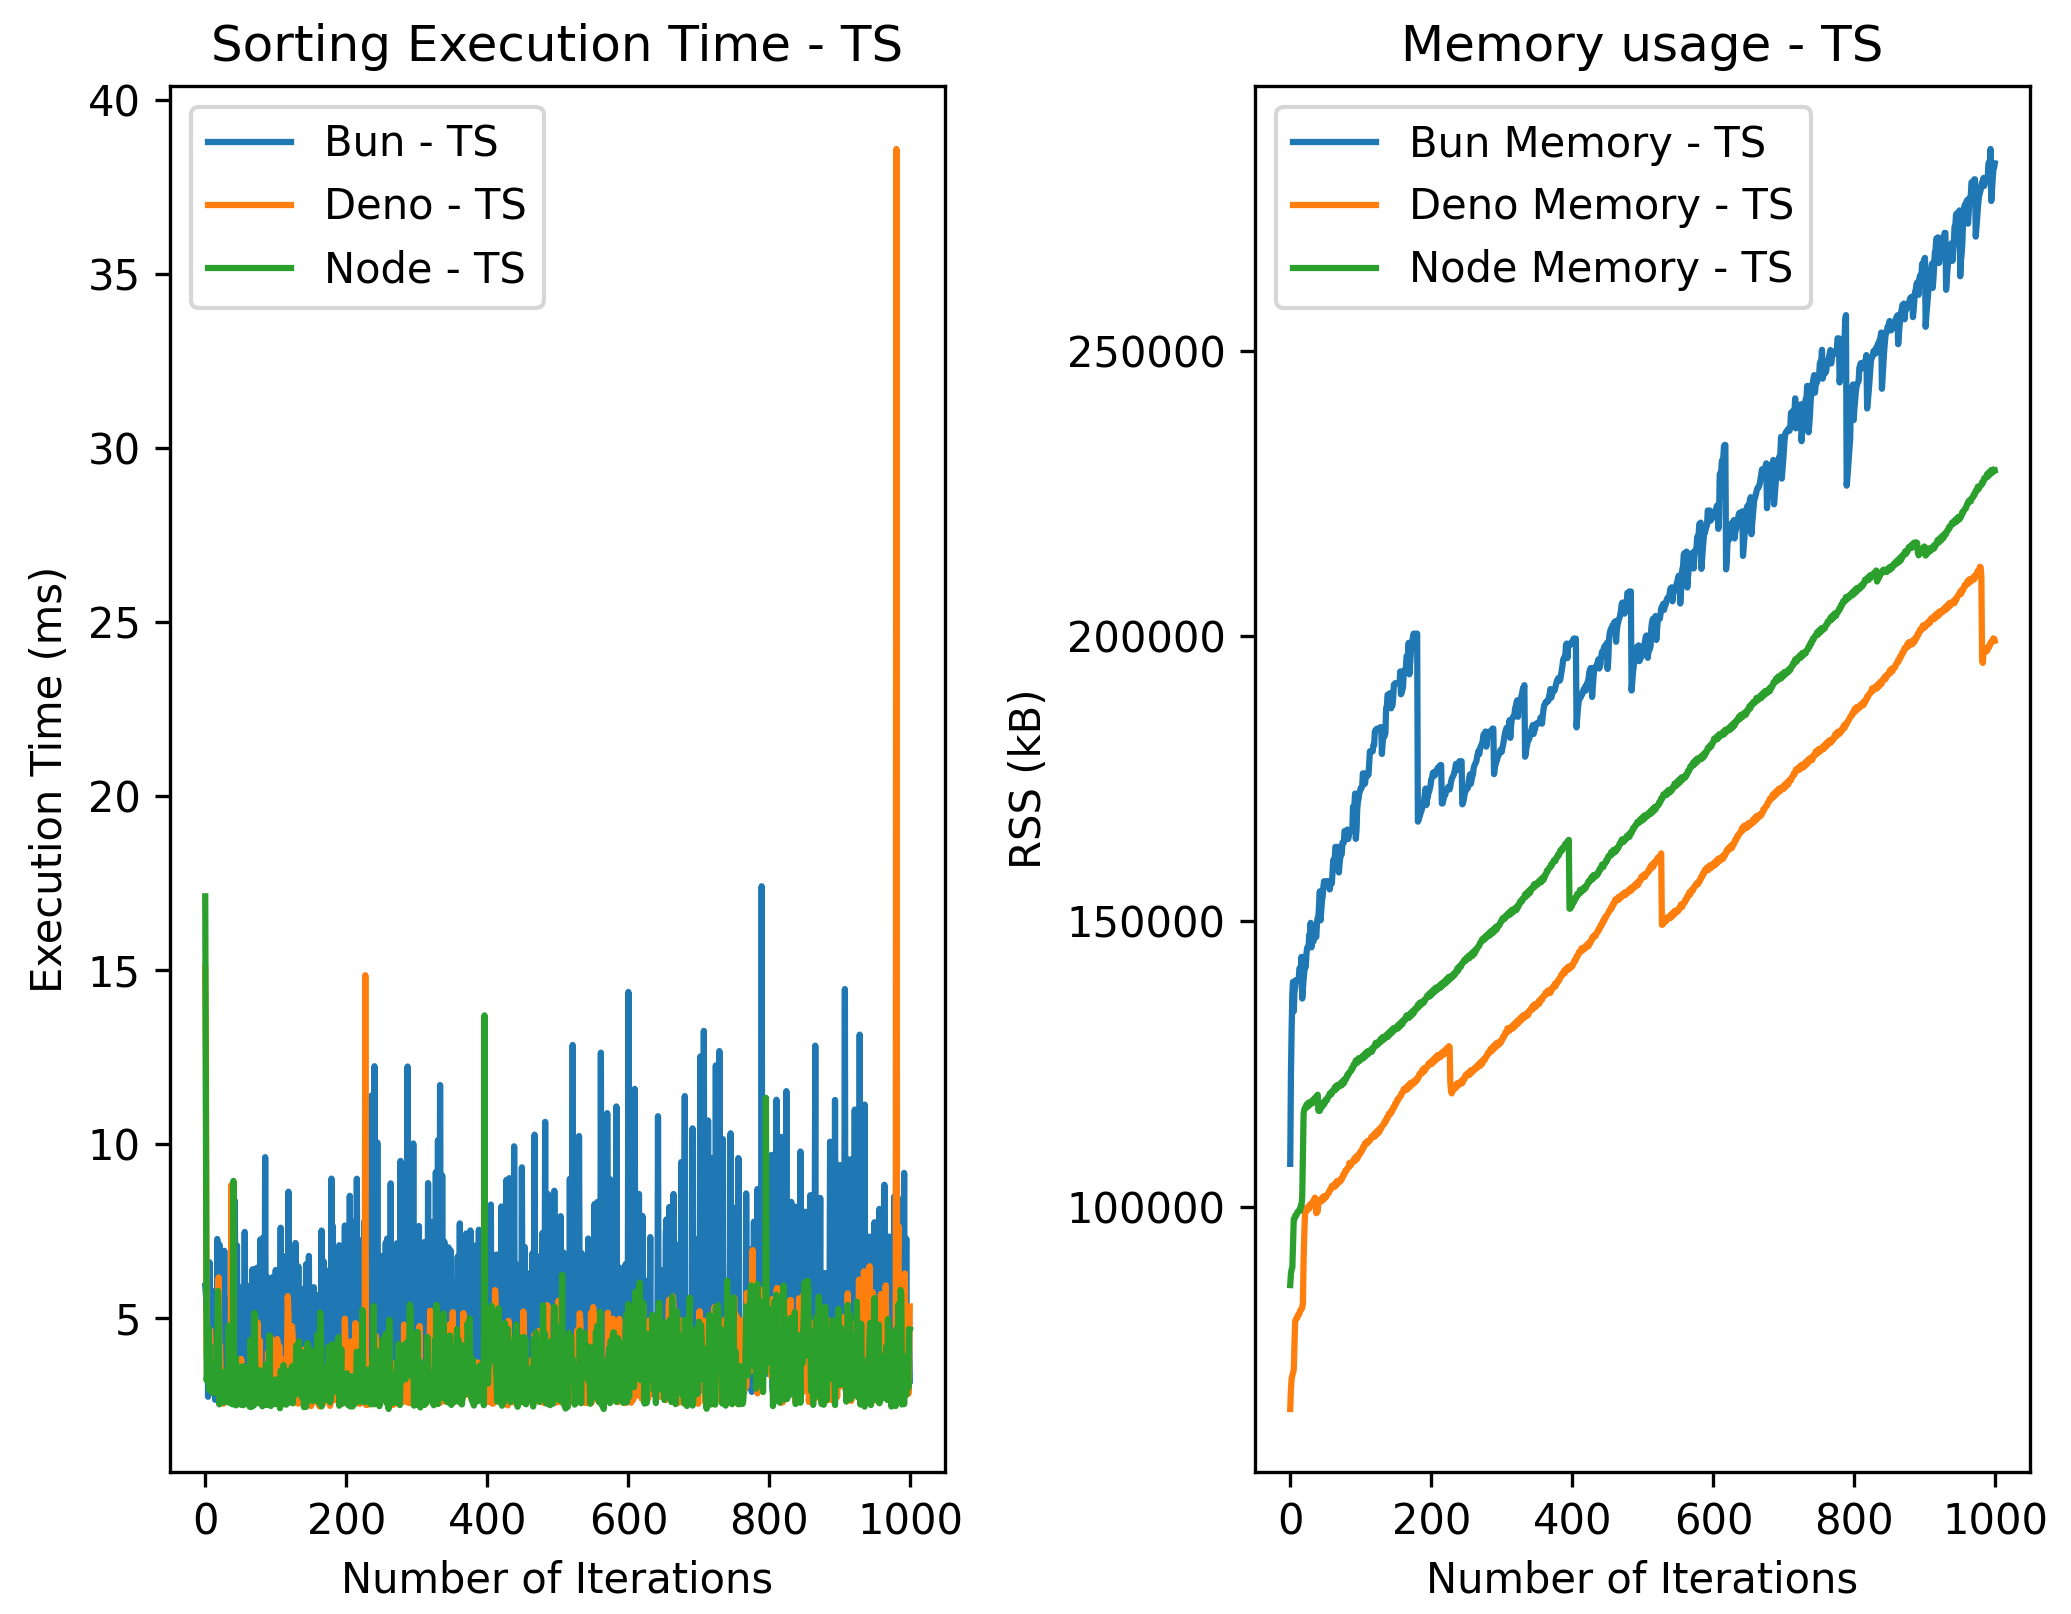 Sorting Execution Time - TS
Bun - TS
Deno - TS
Node - TS
Execution Time (ms)
40
35
30
25
20
15
10
5
0 200 400 600 800 1000
Number of Iterations
Memory usage - TS
Bun Memory - TS
Deno Memory - TS
Node Memory - TS
RSS (kB)
250000
200000
150000
100000
0 200 400 600 800 1000
Number of Iterations